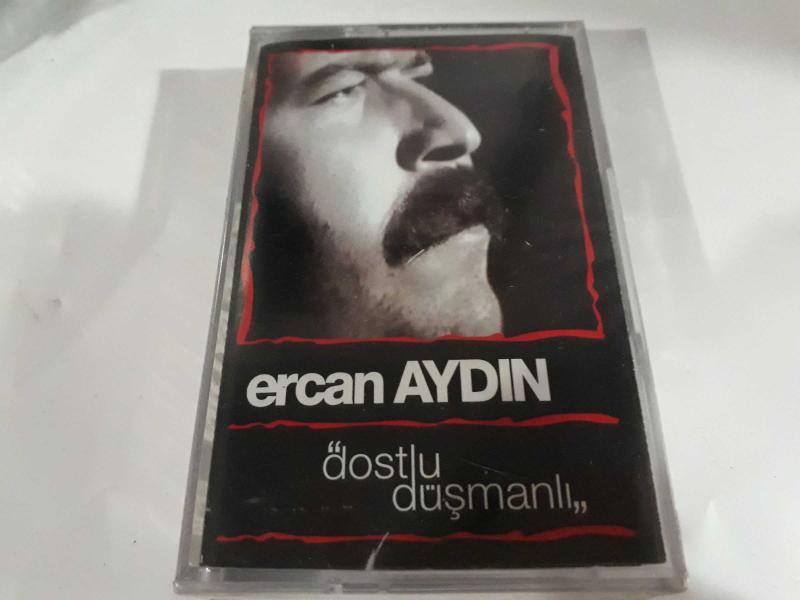 ercan AYDIN
“dostlu
düşmanlı„